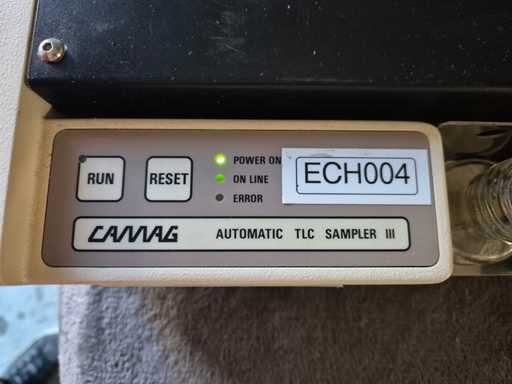 RUN
RESET
POWER ON
ON LINE
ERROR
ECH004
CAMAG
AUTOMATIC TLC SAMPLER III